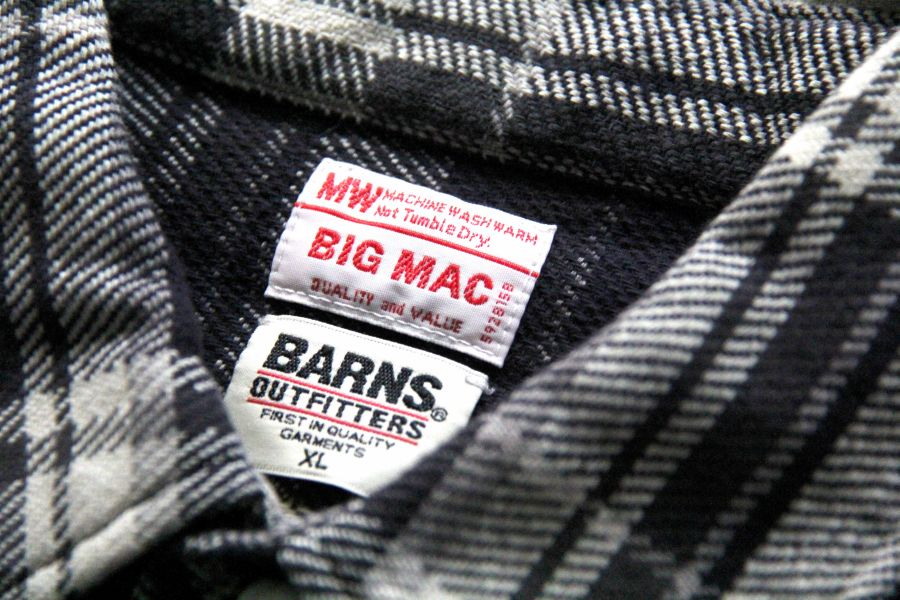 MW MACHINE WASH WARM
Not Tumble Dry.
BIG MAC
QUALITY and VALUE
5928158
BARNS®
OUTFITTERS
FIRST IN QUALITY
GARMENTS
XL